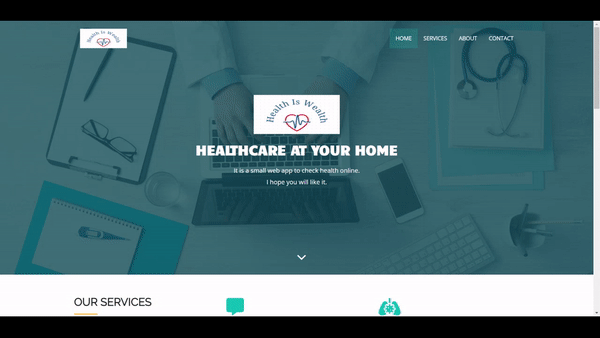 Health Is Wealth
HOME
SERVICES
ABOUT
CONTACT
Health Is Wealth
HEALTHCARE AT YOUR HOME
It is a small web app to check health online.
I hope you will like it.
OUR SERVICES